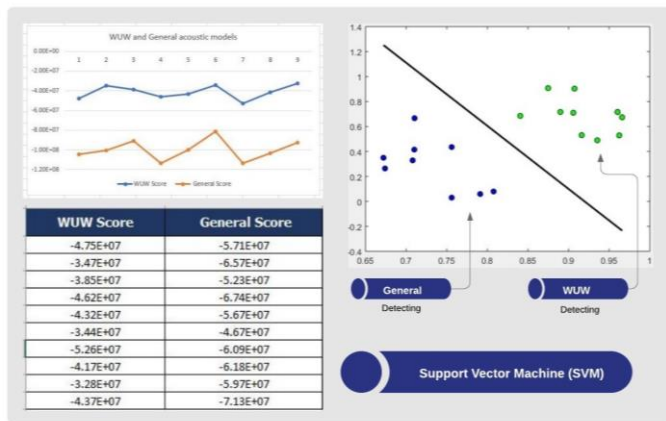 WUW and General acoustic models
0.00E+00
1 2 3 4 5 6 7 8 9
-2.00E+07
-4.00E+07
-6.00E+07
-8.00E+07
-1.00E+08
-1.20E+08
WUW Score General Score
WUW Score General Score
-4.75E+07 -5.71E+07
-3.47E+07 -6.57E+07
-3.85E+07 -5.23E+07
-4.62E+07 -6.74E+07
-4.32E+07 -5.67E+07
-3.44E+07 -4.67E+07
-5.26E+07 -6.09E+07
-4.17E+07 -6.18E+07
-3.28E+07 -5.97E+07
-4.37E+07 -7.13E+07
1.4
1.2
1
0.8
0.6
0.4
0.2
0
-0.2
-0.4
0.65 0.7 0.75 0.8 0.85 0.9 0.95 1
General
Detecting
WUW
Detecting
Support Vector Machine (SVM)